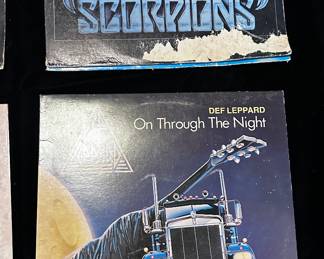 SCORPIONS
DEF LEPPARD
On Through The Night